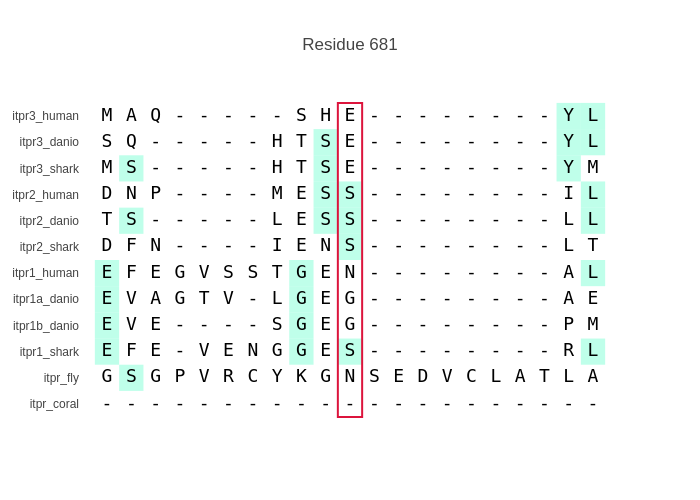 Residue 681
itpr3_human M A Q - - - - - S H E - - - - - - - - Y L
itpr3_danio S Q - - - - - H T S E - - - - - - - - Y L
itpr3_shark M S - - - - - H T S E - - - - - - - - Y M
itpr2_human D N P - - - - M E S S - - - - - - - - I L
itpr2_danio T S - - - - - L E S S - - - - - - - - L L
itpr2_shark D F N - - - - I E N S - - - - - - - - L T
itpr1_human E F E G V S S T G E N - - - - - - - - A L
itpr1a_danio E V A G T V - L G E G - - - - - - - - A E
itpr1b_danio E V E - - - - S G E G - - - - - - - - P M
itpr1_shark E F E - V E N G G E S - - - - - - - - R L
itpr_fly G S G P V R C Y K G N S E D V C L A T L A
itpr_coral - - - - - - - - - - - - - - - - - - - - -